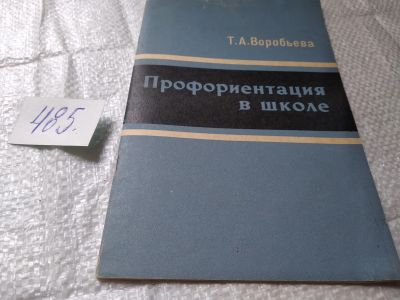 Т.А.Воробьева
Профориентация
в школе
485.